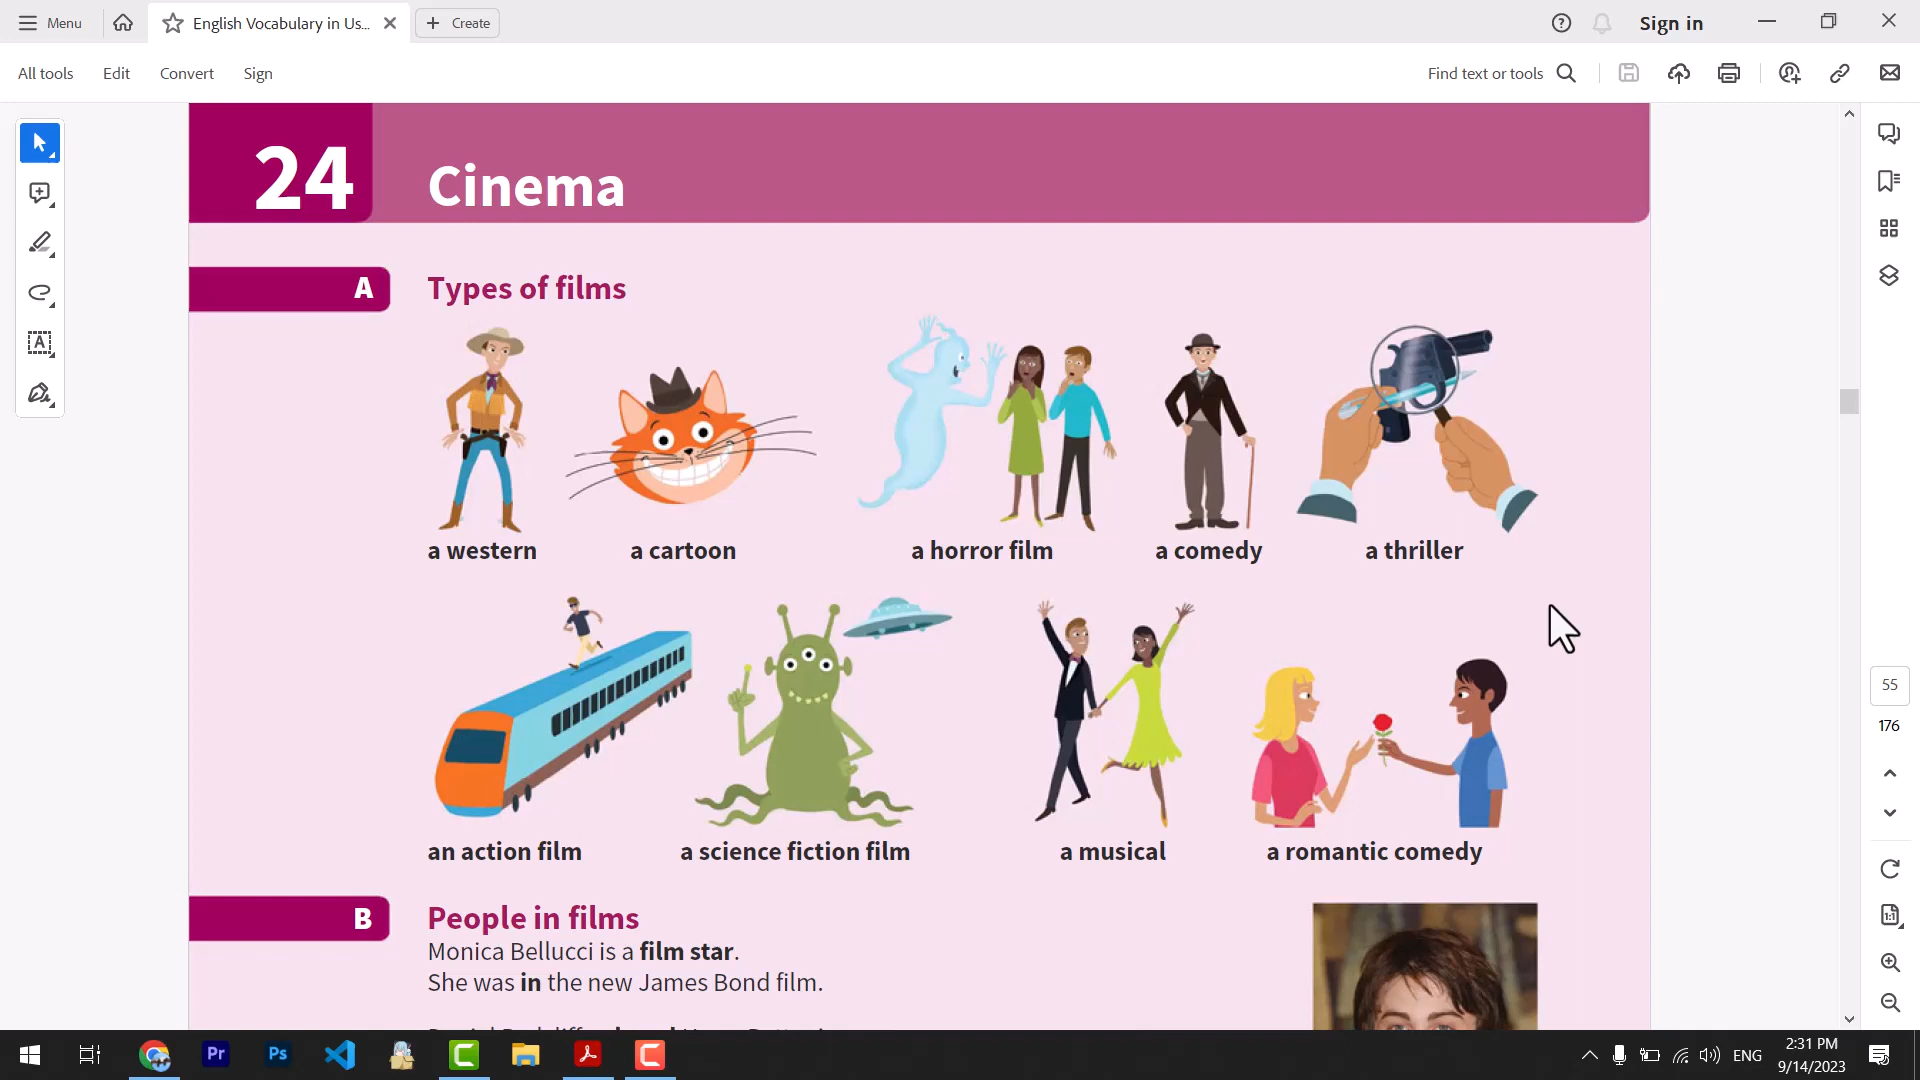 Menu
English Vocabulary in Us...
Create
Sign in
All tools Edit Convert Sign
Find text or tools
24 Cinema
A Types of films
a western a cartoon a horror film a comedy a thriller
an action film a science fiction film a musical a romantic comedy
B People in films
Monica Bellucci is a film star.
She was in the new James Bond film.
55
176
Pr Ps
ENG
2:31 PM
9/14/2023